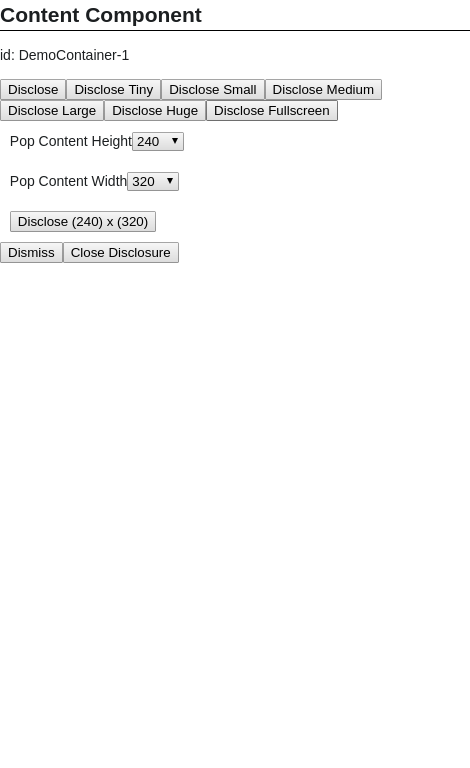 Content Component
id: DemoContainer-1
Disclose Disclose Tiny Disclose Small Disclose Medium
Disclose Large Disclose Huge Disclose Fullscreen
Pop Content Height 240
Pop Content Width 320
Disclose (240) x (320)
Dismiss Close Disclosure